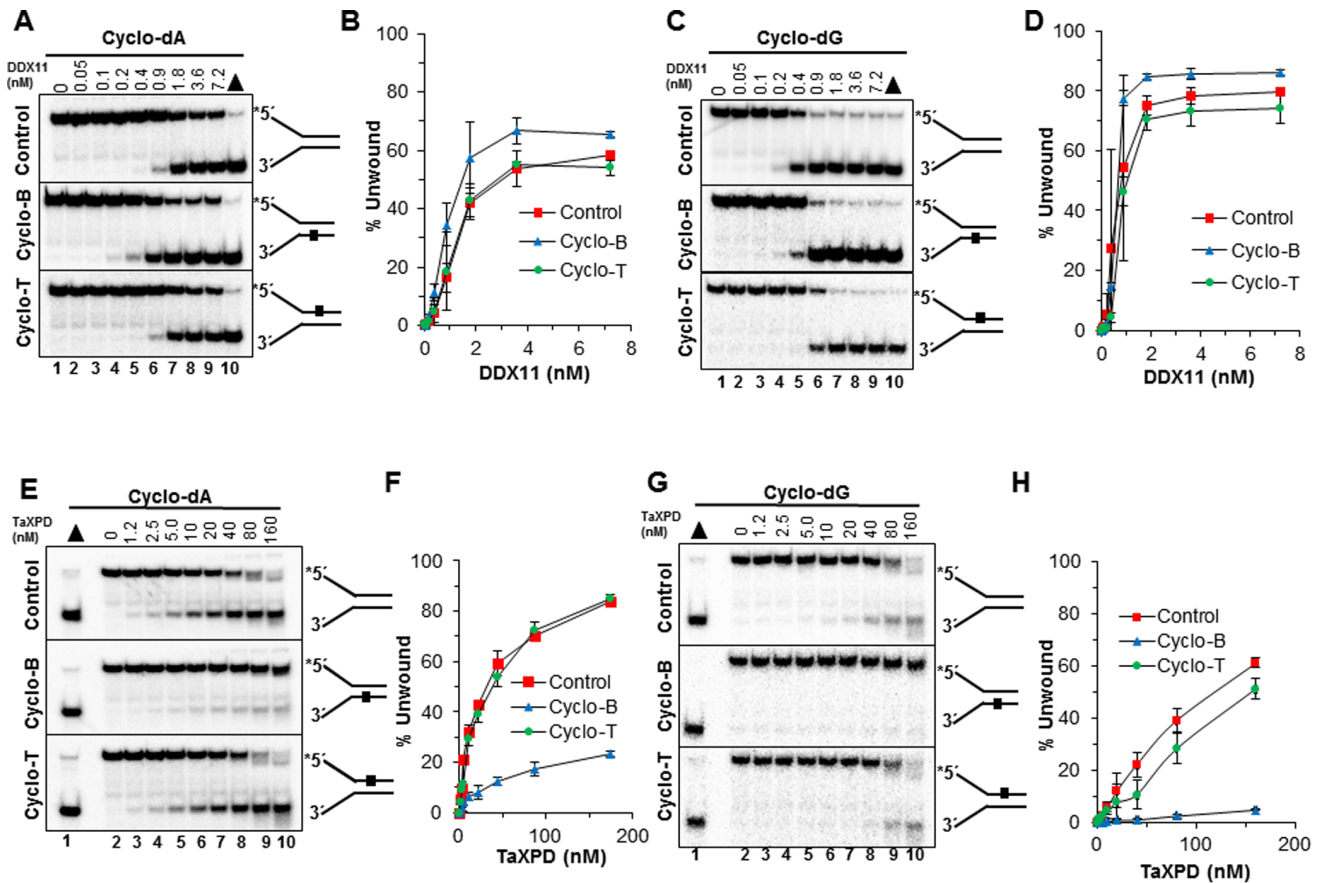 A
Cyclo-dA
DDX11
(nM)
0 0.05 0.1 0.2 0.4 0.9 1.8 3.6 7.2
Control
Cyclo-B
Cyclo-T
*5´
3´
*5´
3´
*5´
3´
1 2 3 4 5 6 7 8 9 10
B
% Unwound
100
80
60
40
20
0
Control
Cyclo-B
Cyclo-T
0 2 4 6 8
DDX11 (nM)
C
Cyclo-dG
DDX11
(nM)
0 0.05 0.1 0.2 0.4 0.9 1.8 3.6 7.2
Control
Cyclo-B
Cyclo-T
*5´
3´
*5´
3´
*5´
3´
1 2 3 4 5 6 7 8 9 10
D
% Unwound
100
80
60
40
20
0
Control
Cyclo-B
Cyclo-T
0 2 4 6 8
DDX11 (nM)
E
Cyclo-dA
TaXPD
(nM)
0 1.2 2.5 5.0 10 20 40 80 160
Control
Cyclo-B
Cyclo-T
*5´
3´
*5´
3´
*5´
3´
1 2 3 4 5 6 7 8 9 10
F
% Unwound
100
80
60
40
20
0
Control
Cyclo-B
Cyclo-T
0 100 200
TaXPD (nM)
G
Cyclo-dG
TaXPD
(nM)
0 1.2 2.5 5.0 10 20 40 80 160
Control
Cyclo-B
Cyclo-T
*5´
3´
*5´
3´
*5´
3´
1 2 3 4 5 6 7 8 9 10
H
% Unwound
100
80
60
40
20
0
Control
Cyclo-B
Cyclo-T
0 100 200
TaXPD (nM)